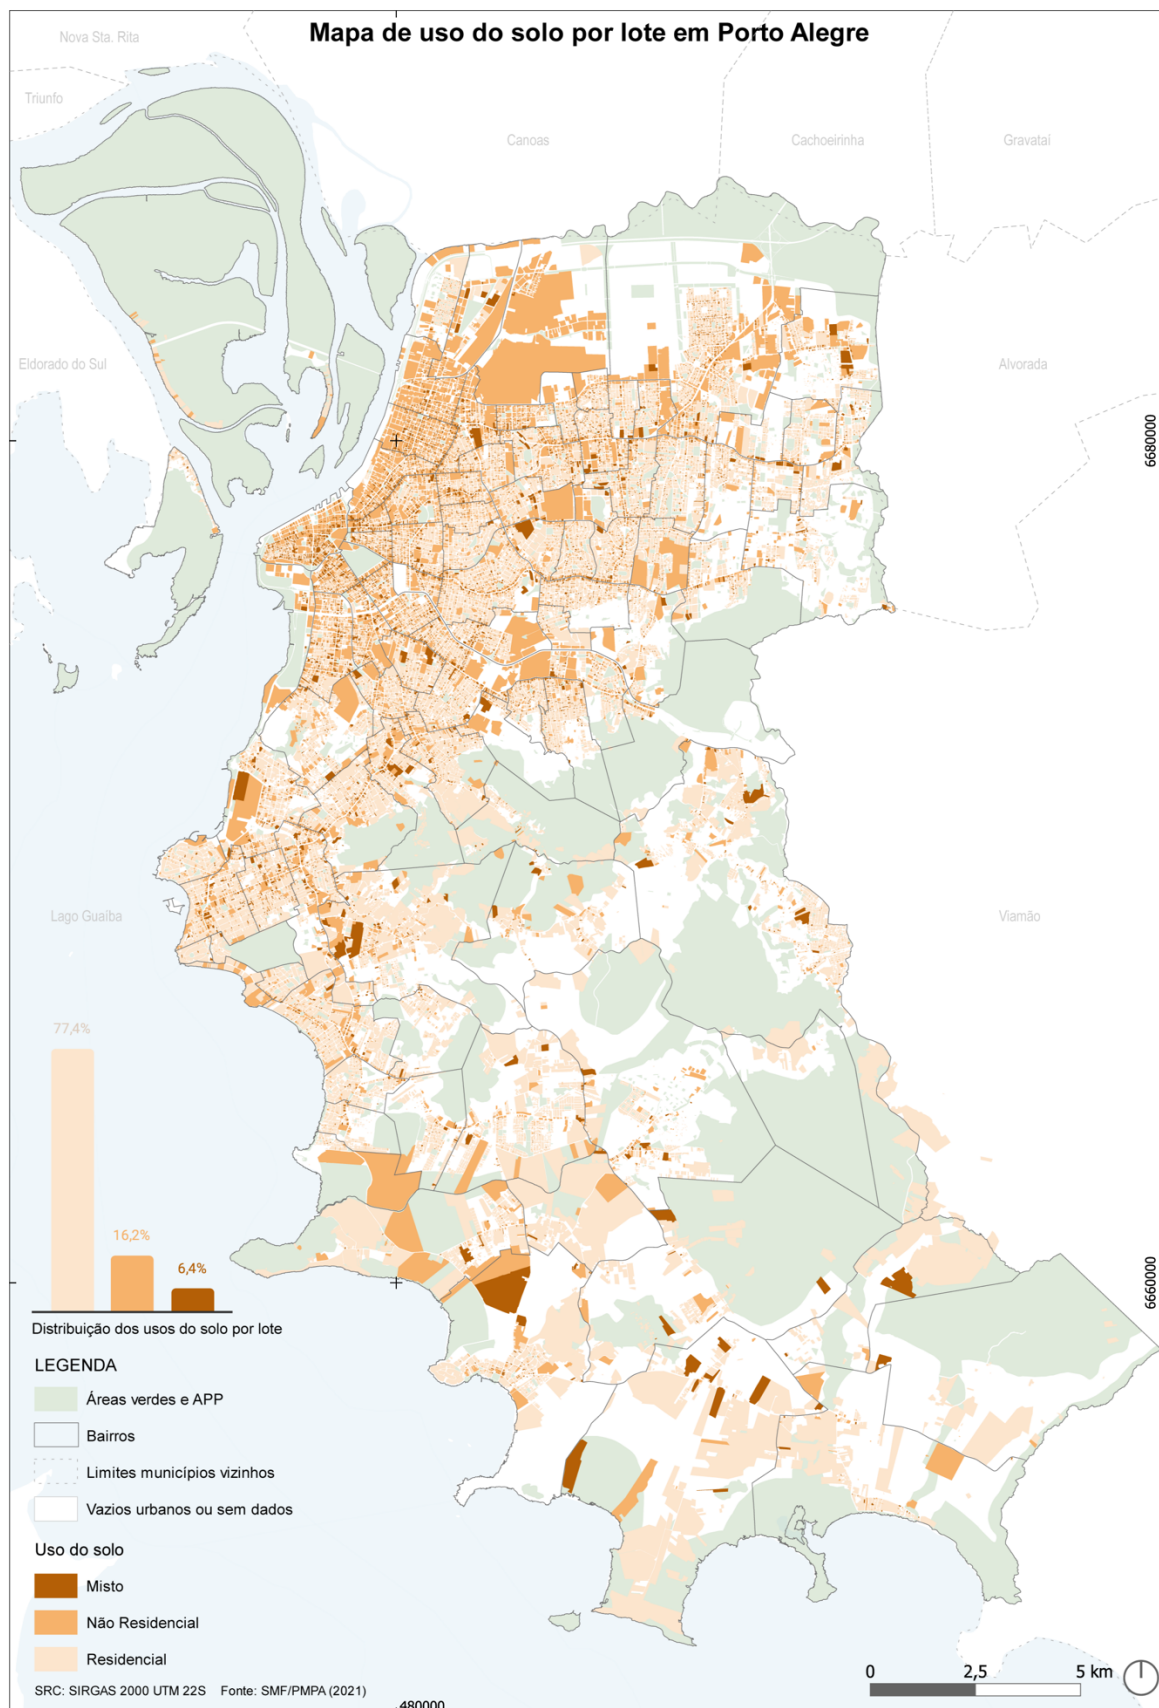 Mapa de uso do solo por lote em Porto Alegre
Nova Sta. Rita
Triunfo
Canoas
Cachoeirinha
Gravataí
Eldorado do Sul
Alvorada
6680000
Lago Guaíba
Viamão
77,4%
16,2%
6,4%
Distribuição dos usos do solo por lote
6660000
LEGENDA
Áreas verdes e APP
Bairros
Limites municípios vizinhos
Vazios urbanos ou sem dados
Uso do solo
Misto
Não Residencial
Residencial
SRC: SIRGAS 2000 UTM 22S Fonte: SMF/PMPA (2021)
0 2,5 5 km
480000